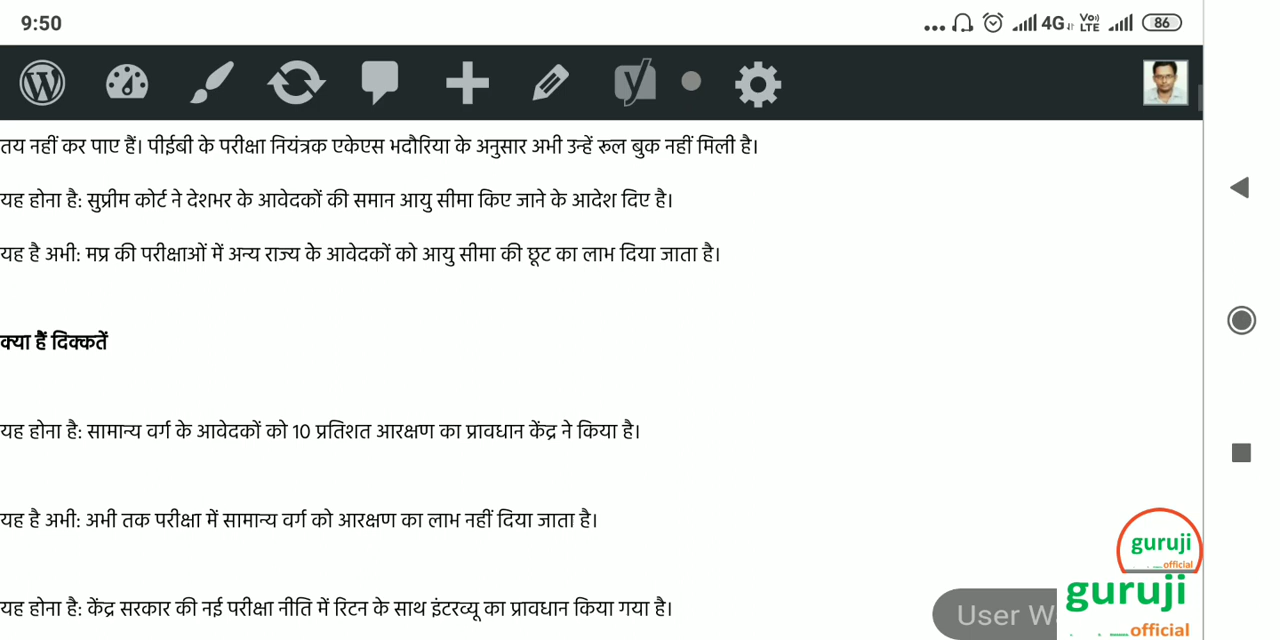 9:50
4G
Vo))
LTE
86
तय नहीं कर पाए हैं। पीईबी के परीक्षा नियंत्रक एकेएस भदौरिया के अनुसार अभी उन्हें रूल बुक नहीं मिली है।
यह होना है: सुप्रीम कोर्ट ने देशभर के आवेदकों की समान आयु सीमा किए जाने के आदेश दिए है।
यह है अभी: मप्र की परीक्षाओं में अन्य राज्य केे आवेदकों को आयु सीमा की छूट का लाभ दिया जाता है।
क्या हैं दिक्कतें
यह होना है: सामान्य वर्ग के आवेदकों को 10 प्रतिशत आरक्षण का प्रावधान केंद्र ने किया है।
यह है अभी: अभी तक परीक्षा में सामान्य वर्ग को आरक्षण का लाभ नहीं दिया जाता है।
यह होना है: केंद्र सरकार की नई परीक्षा नीति में रिटन के साथ इंटरव्यू का प्रावधान किया गया है।
User
guruji
official
guruji
official